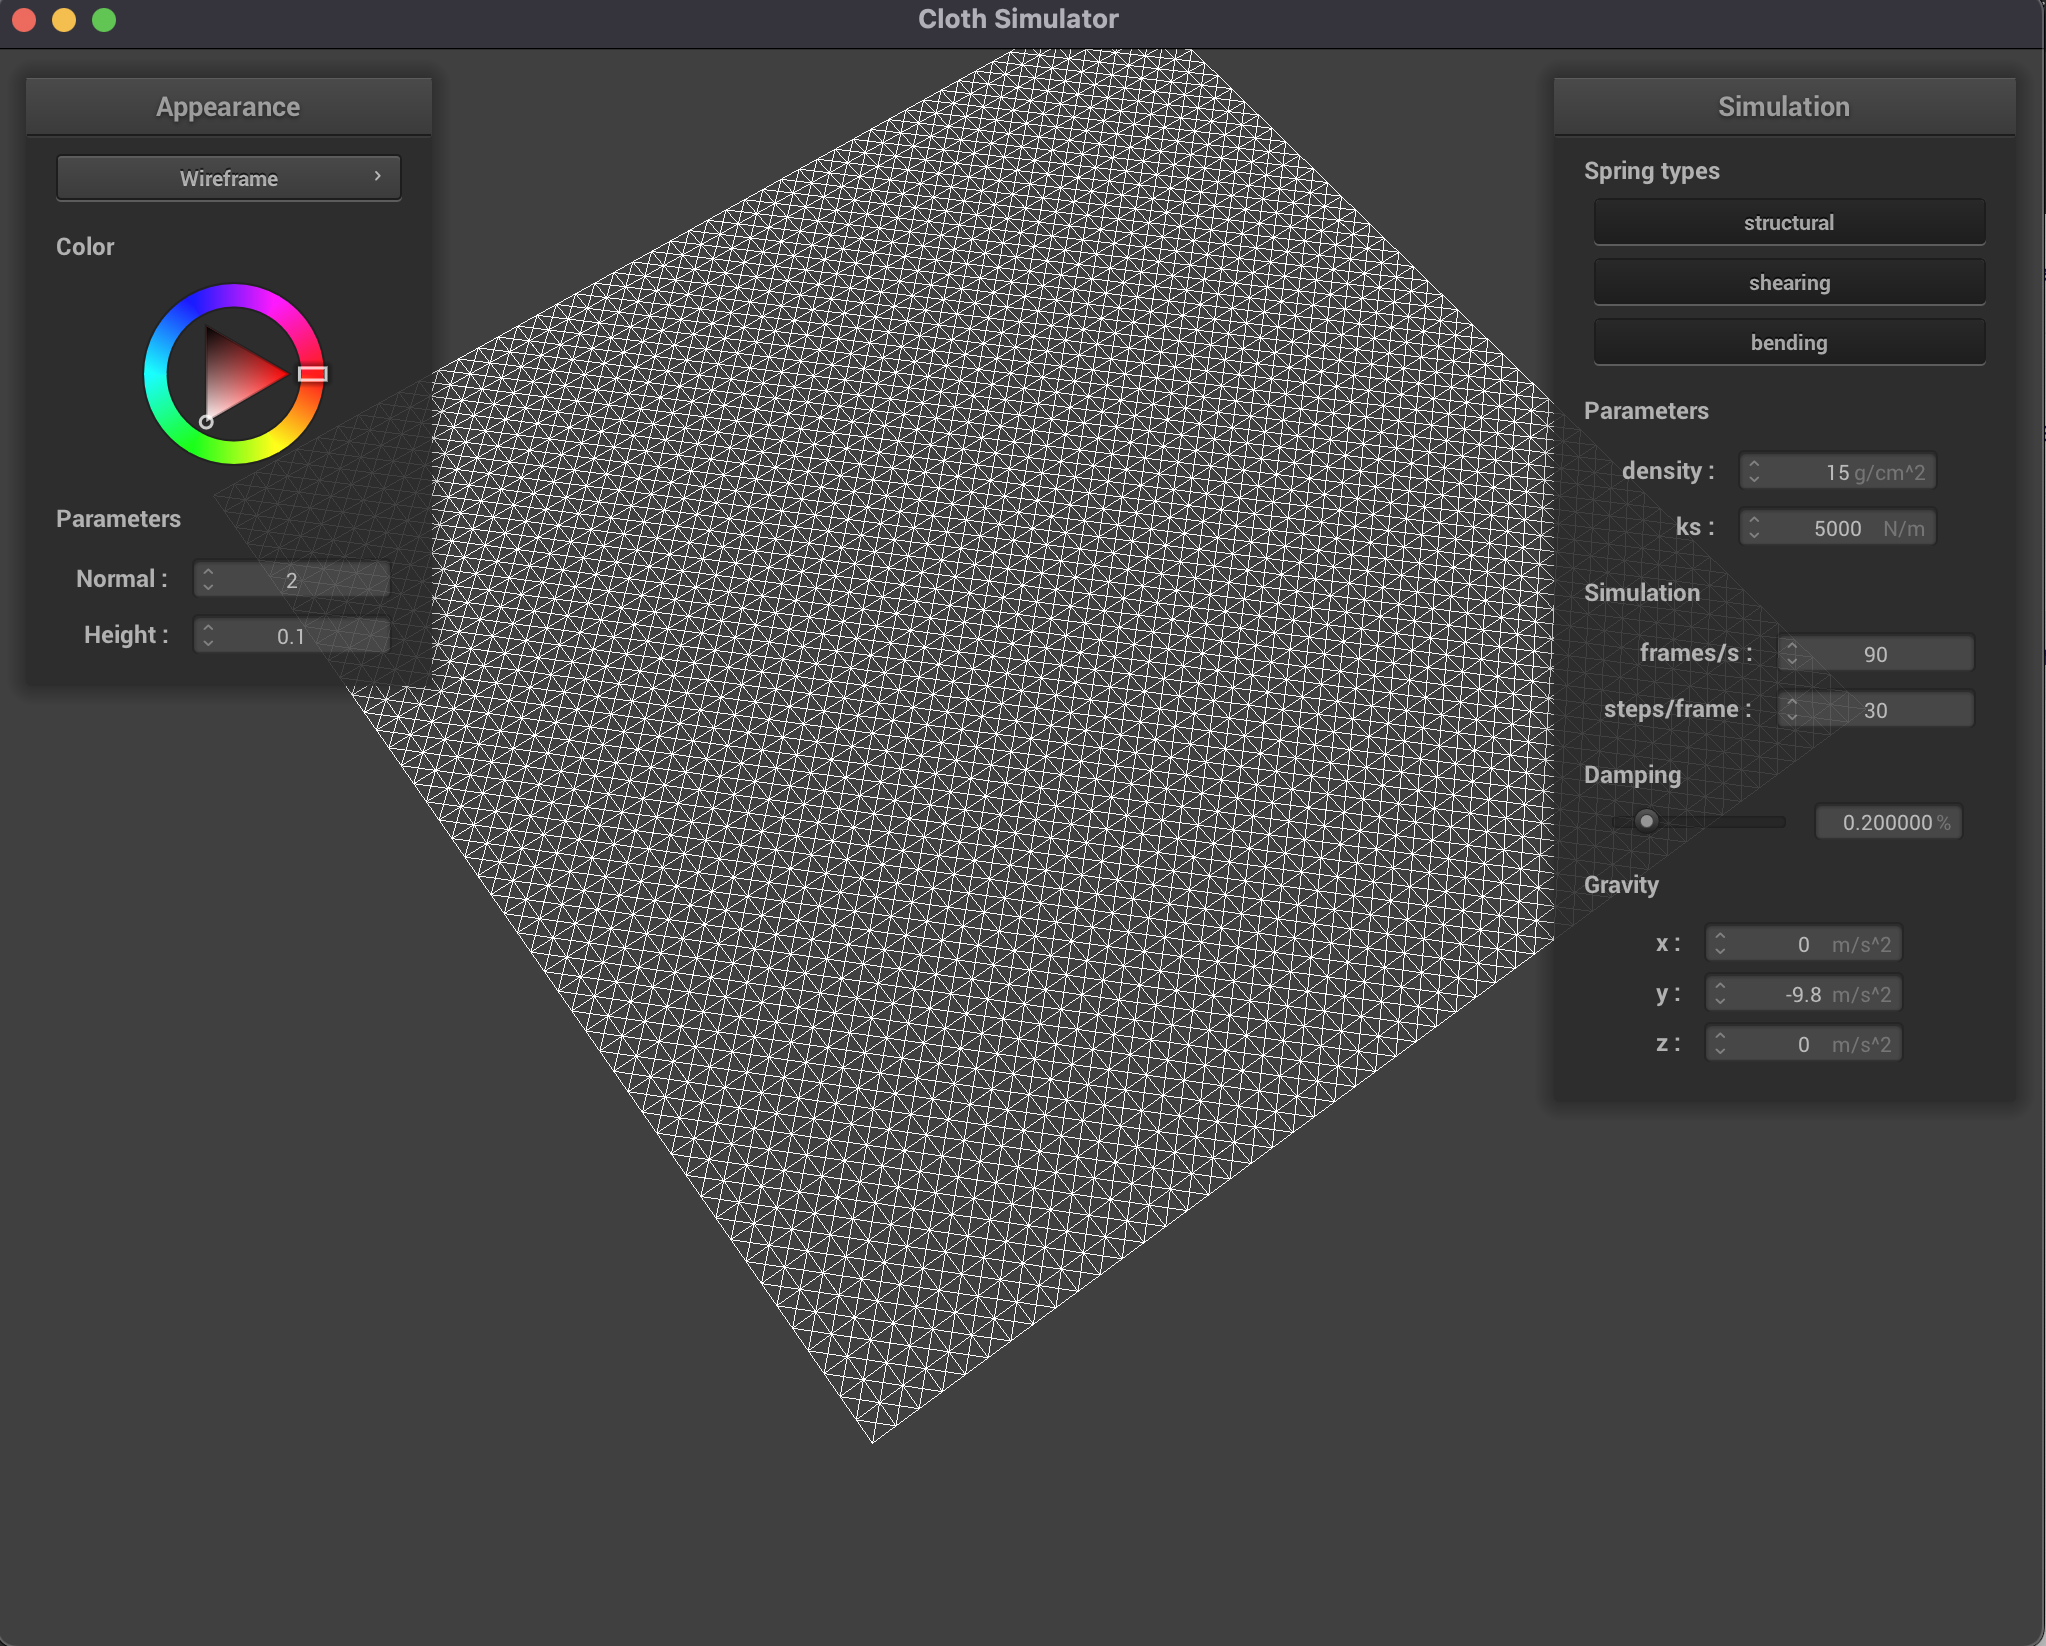 Cloth Simulator
Appearance
Wireframe
Color
Parameters
Normal : 2
Height : 0.1
Simulation
Spring types
structural
shearing
bending
Parameters
density : 15 g/cm^2
ks : 5000 N/m
Simulation
frames/s : 90
steps/frame : 30
Damping
0.200000 %
Gravity
x : 0 m/s^2
y : -9.8 m/s^2
z : 0 m/s^2